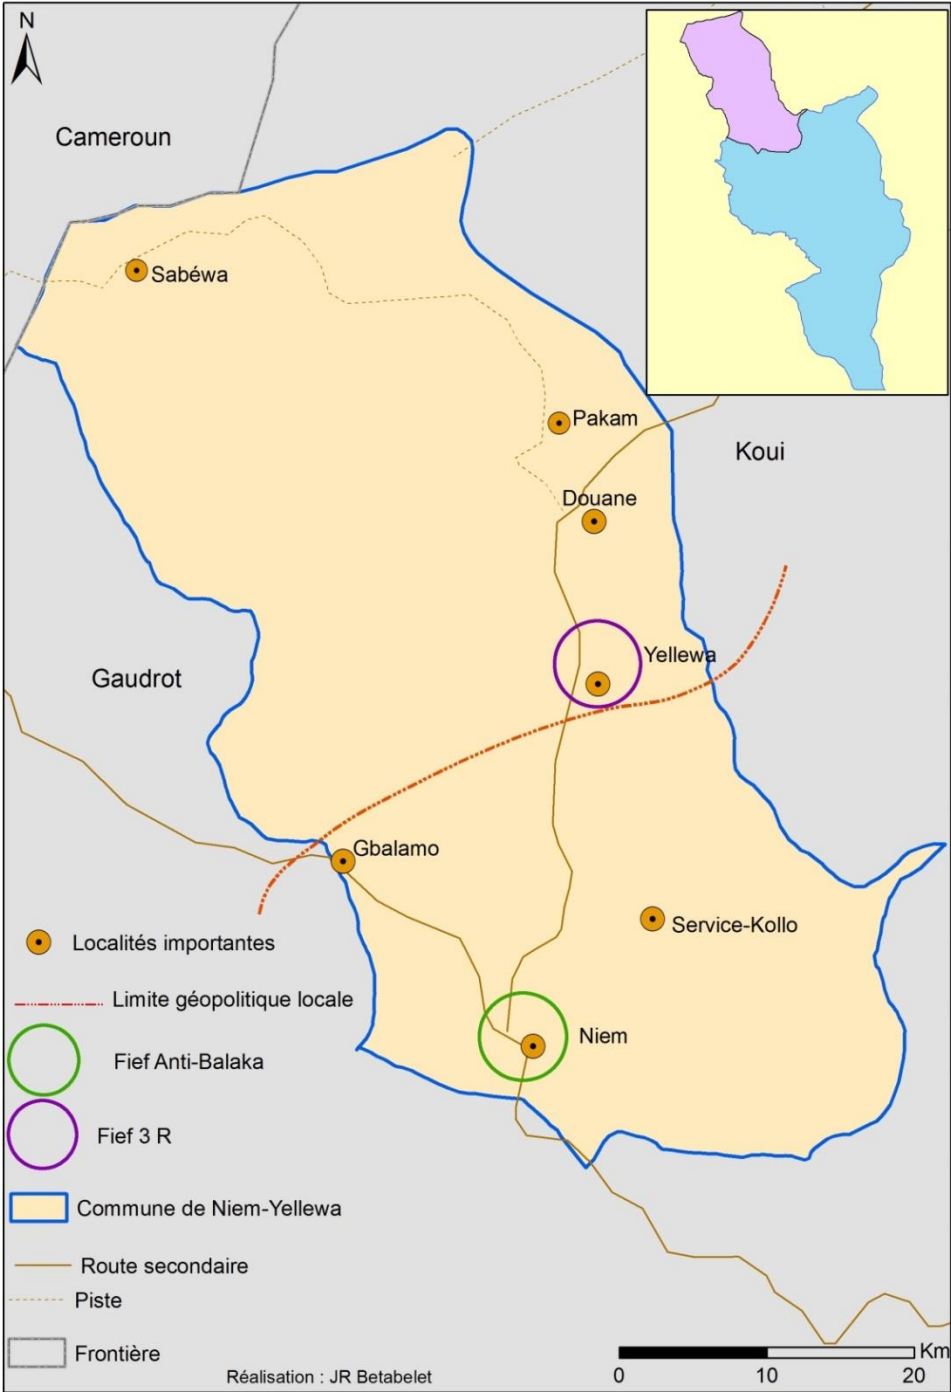 N
Cameroun
Sabéwa
Pakam
Koui
Douane
Yellewa
Gaudrot
Gbalamo
Service-Kollo
Niem
Localités importantes
Limite géopolitique locale
Fief Anti-Balaka
Fief 3 R
Commune de Niem-Yellewa
Route secondaire
Piste
Frontière
Réalisation : JR Betabelet
Km
0 10 20